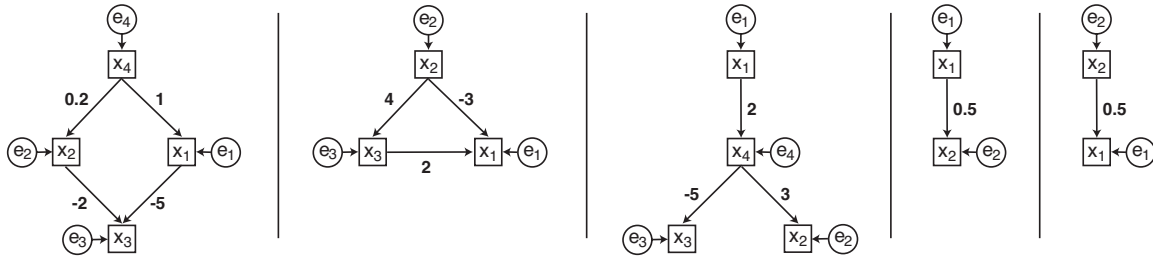 e4
x4
0.2 1
e2 x2 x1 e1
-2 -5
e3 x3
e2
x2
4 -3
e3 x3 x1 e1
2
e1
x1
2
x4 e4
-5 3
e3 x3 x2 e2
e1
x1
0.5
x2 e2
e2
x2
0.5
x1 e1